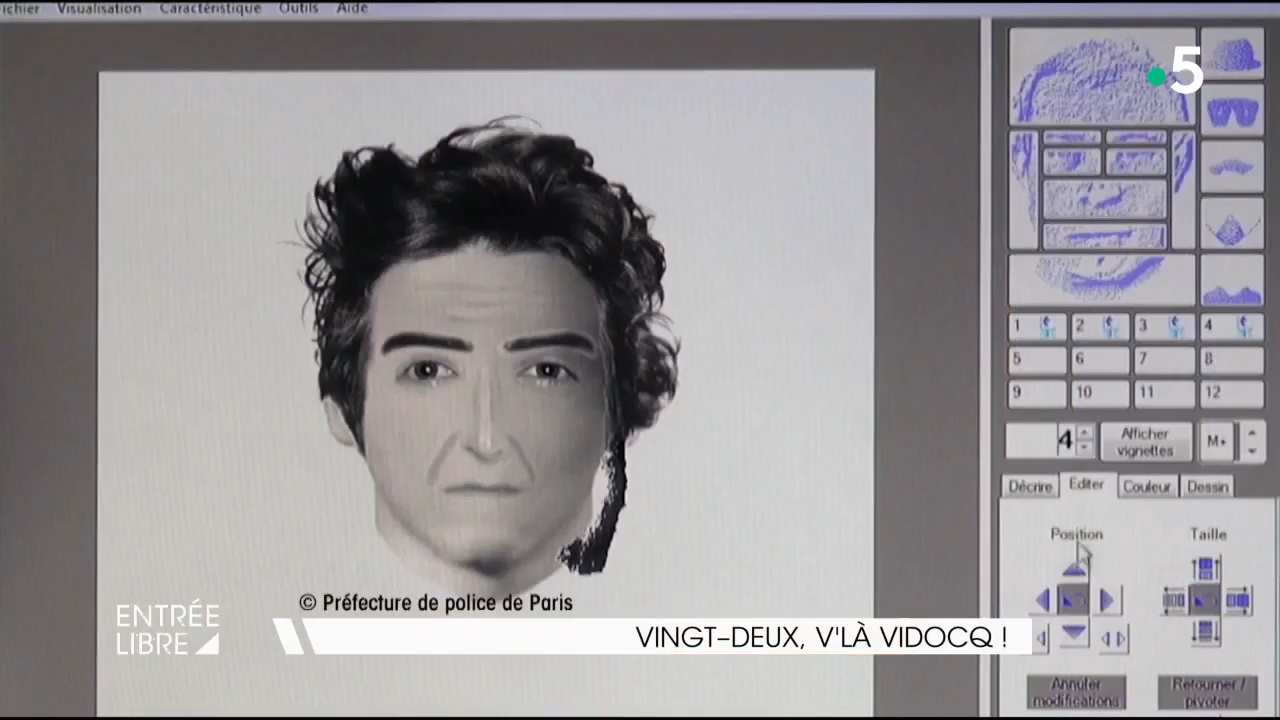 ichier Visualisation Caractéristique Outils Aide
5
1 2 3 4
5 6 7 8
9 10 11 12
4 Afficher vignettes M+
Décrire Editer Couleur Dessin
Position Taille
Annuler modifications
Retourner / pivoter
© Préfecture de police de Paris
ENTRÉE
LIBRE
VINGT-DEUX, V'LÀ VIDOCQ !